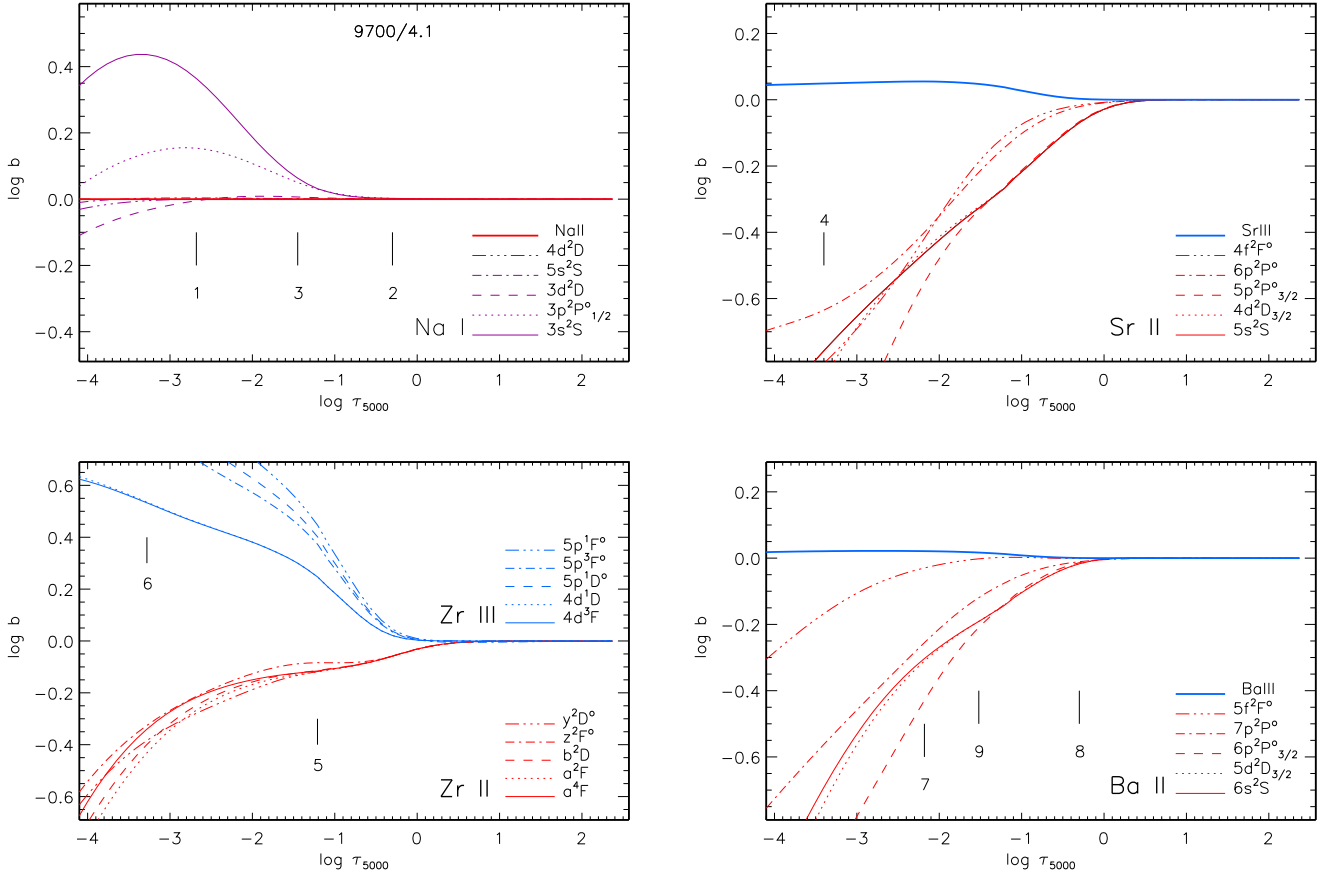 9700/4.1
0.4
0.2
0.0
−0.2
−0.4
log b
1
3
2
NaII
4d²D
5s²S
3d²D
3p²P°₁/₂
3s²S
Na I
−4 −3 −2 −1 0 1 2
log τ₅₀₀₀
0.2
0.0
−0.2
−0.4
−0.6
log b
4
SrIII
4f²F°
6p²P°
5p²P°₃/₂
4d²D₃/₂
5s²S
Sr II
−4 −3 −2 −1 0 1 2
log τ₅₀₀₀
0.6
0.4
0.2
0.0
−0.2
−0.4
−0.6
log b
6
5p¹F°
5p³F°
5p¹D°
4d¹D
4d³F
Zr III
5
y²D°
z²F°
b²D
a²F
a⁴F
Zr II
−4 −3 −2 −1 0 1 2
log τ₅₀₀₀
0.2
0.0
−0.2
−0.4
−0.6
log b
7
9
8
BaIII
5f²F°
7p²P°
6p²P°₃/₂
5d²D₃/₂
6s²S
Ba II
−4 −3 −2 −1 0 1 2
log τ₅₀₀₀